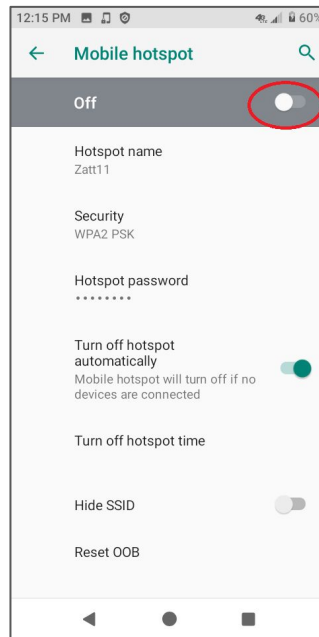 12:15 PM 60%
Mobile hotspot
Off
Hotspot name
Zatt11
Security
WPA2 PSK
Hotspot password
••••••••
Turn off hotspot
automatically
Mobile hotspot will turn off if no
devices are connected
Turn off hotspot time
Hide SSID
Reset OOB